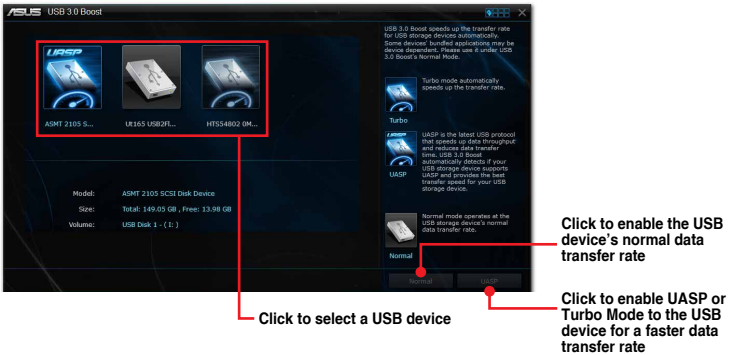 ASUS USB 3.0 Boost
USB 3.0 Boost speeds up the transfer rate
for USB storage devices automatically.
Some devices' bundled applications may be
device dependent. Please use it under USB
3.0 Boost's Normal Mode.
UASP
ASMT 2105 S...
Ut165 USB2Fl...
HTS54802 0M...
Turbo mode automatically
speeds up the transfer rate.
Turbo
UASP
UASP is the latest USB protocol
that speeds up data throughput
and reduces data transfer
time. USB 3.0 Boost
automatically detects if your
USB storage device supports
UASP and provides the best
transfer speed for your USB
storage device.
UASP
Model: ASMT 2105 SCSI Disk Device
Size: Total: 149.05 GB , Free: 13.98 GB
Volume: USB Disk 1 - ( I: )
Normal mode operates at the
USB storage device's normal
data transfer rate.
Normal
Normal UASP
Click to enable the USB
device's normal data
transfer rate
Click to select a USB device
Click to enable UASP or
Turbo Mode to the USB
device for a faster data
transfer rate